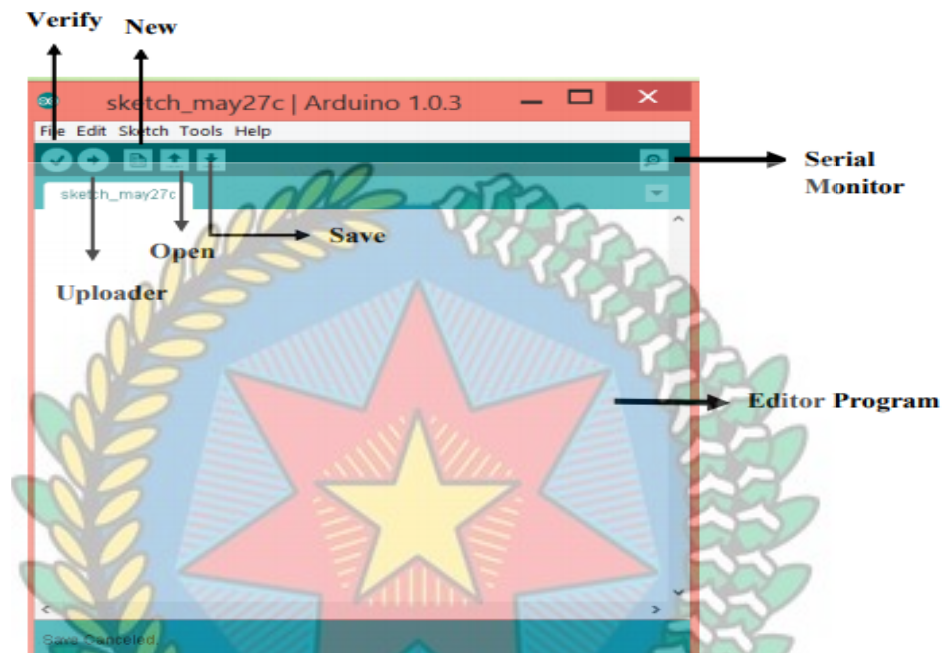 Verify
New
sketch_may27c | Arduino 1.0.3
File Edit Sketch Tools Help
Serial
Monitor
sketch_may27c
Save
Open
Uploader
Editor Program
Save Canceled.